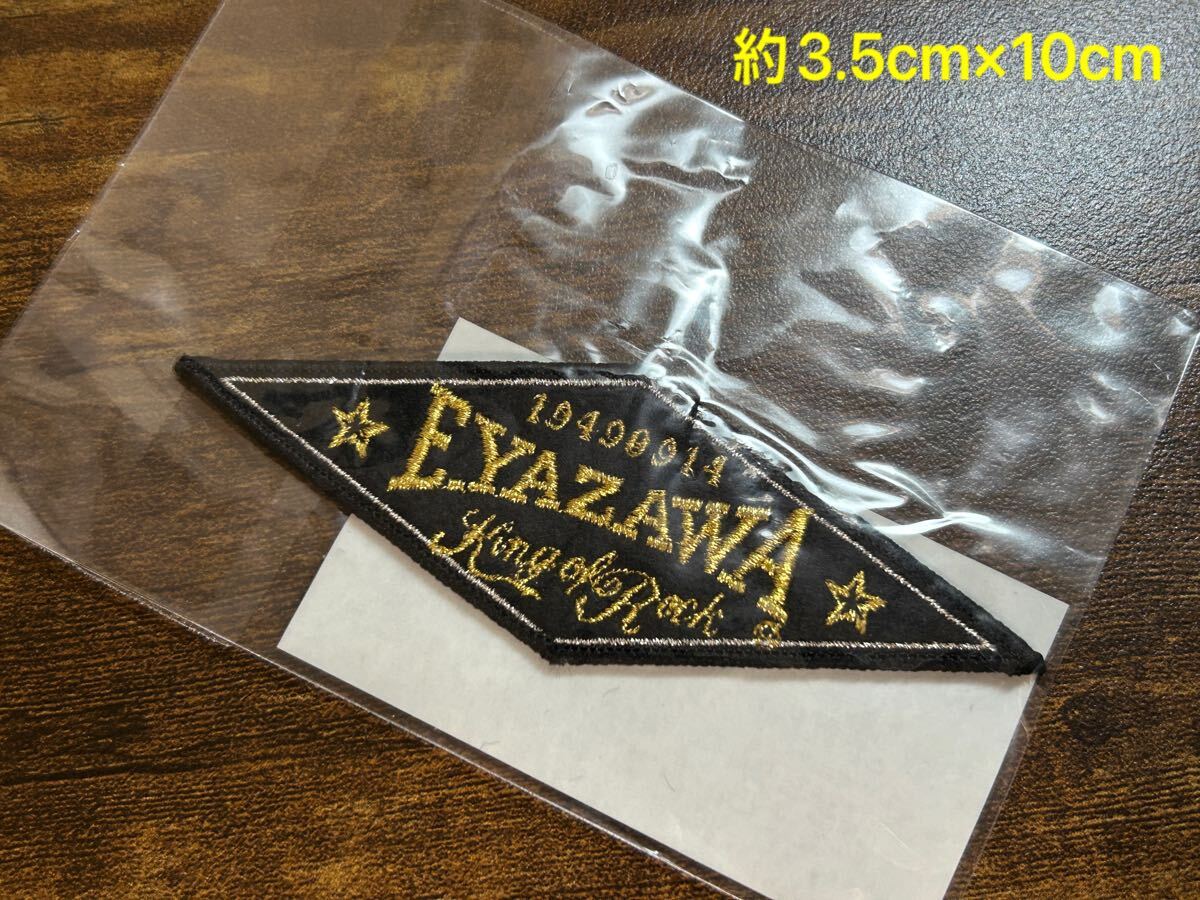 約3.5cm×10cm
19490914
E.YAZAWA
King of Rock